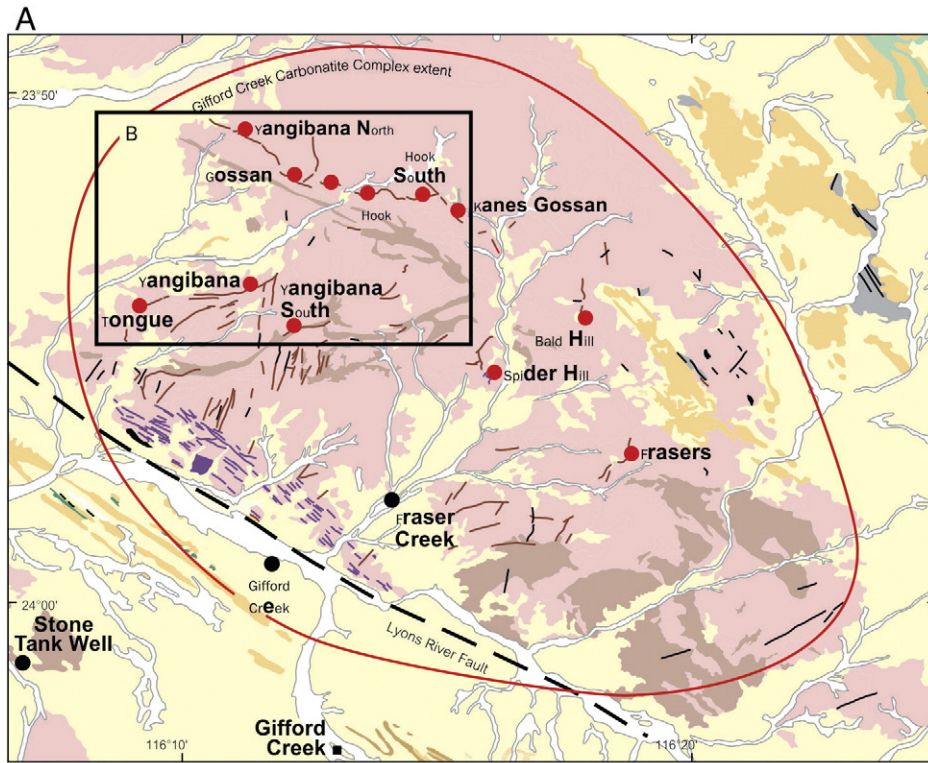 A
Gifford Creek Carbonatite Complex extent
23°50'
B
Yangibana North
Hook
Gossan
South
Kanes Gossan
Hook
Yangibana
Yangibana
South
Tongue
Bald Hill
Spider Hill
Frasers
Fraser
Creek
Gifford
Creek
24°00'
Stone
Tank Well
Lyons River Fault
Gifford
Creek
116°10'
116°20'